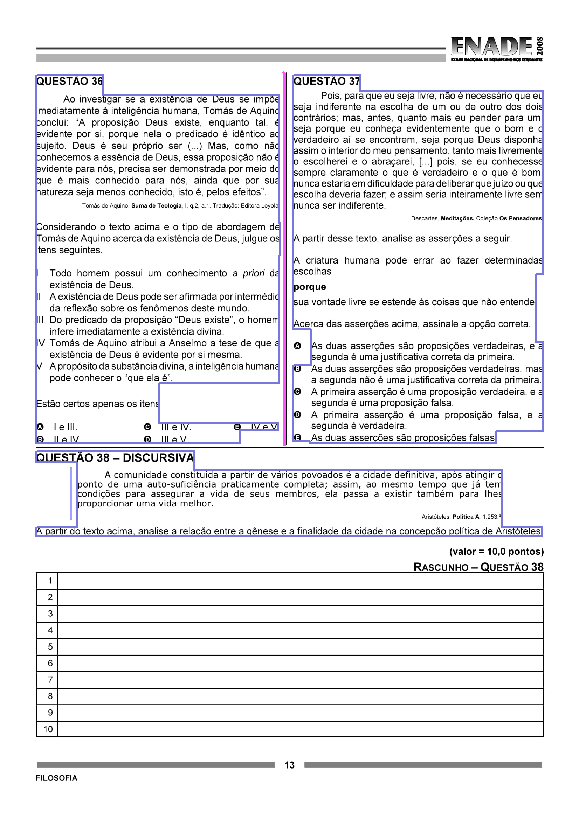 ENADE 2008
EXAME NACIONAL DE DESEMPENHO DOS ESTUDANTES
QUESTÃO 36
Ao investigar se a existência de Deus se impõe
imediatamente à inteligência humana, Tomás de Aquino
conclui: “A proposição Deus existe, enquanto tal, é
evidente por si, porque nela o predicado é idêntico ao
sujeito. Deus é seu próprio ser (...) Mas, como não
conhecemos a essência de Deus, essa proposição não é
evidente para nós, precisa ser demonstrada por meio do
que é mais conhecido para nós, ainda que por sua
natureza seja menos conhecido, isto é, pelos efeitos”.
Tomás de Aquino. Suma de Teologia, I, q.2, a.1. Tradução: Editora Loyola.
Considerando o texto acima e o tipo de abordagem de
Tomás de Aquino acerca da existência de Deus, julgue os
itens seguintes.
I Todo homem possui um conhecimento a priori da
existência de Deus.
II A existência de Deus pode ser afirmada por intermédio
da reflexão sobre os fenômenos deste mundo.
III Do predicado da proposição “Deus existe”, o homem
infere imediatamente a existência divina.
IV Tomás de Aquino atribui a Anselmo a tese de que a
existência de Deus é evidente por si mesma.
V A propósito da substância divina, a inteligência humana
pode conhecer o “que ela é”.
Estão certos apenas os itens
A I e III.
B II e IV.
C III e IV.
D III e V.
E IV e V.
QUESTÃO 37
Pois, para que eu seja livre, não é necessário que eu
seja indiferente na escolha de um ou de outro dos dois
contrários; mas, antes, quanto mais eu pender para um,
seja porque eu conheça evidentemente que o bom e o
verdadeiro aí se encontrem, seja porque Deus disponha
assim o interior do meu pensamento, tanto mais livremente
o escolherei e o abraçarei, [...] pois, se eu conhecesse
sempre claramente o que é verdadeiro e o que é bom,
nunca estaria em dificuldade para deliberar que juízo ou que
escolha deveria fazer; e assim seria inteiramente livre sem
nunca ser indiferente.
Descartes. Meditações. Coleção Os Pensadores.
A partir desse texto, analise as asserções a seguir.
A criatura humana pode errar ao fazer determinadas
escolhas
porque
sua vontade livre se estende às coisas que não entende.
Acerca das asserções acima, assinale a opção correta.
A As duas asserções são proposições verdadeiras, e a
segunda é uma justificativa correta da primeira.
B As duas asserções são proposições verdadeiras, mas
a segunda não é uma justificativa correta da primeira.
C A primeira asserção é uma proposição verdadeira, e a
segunda é uma proposição falsa.
D A primeira asserção é uma proposição falsa, e a
segunda é verdadeira.
E As duas asserções são proposições falsas.
QUESTÃO 38 – DISCURSIVA
A comunidade constituída a partir de vários povoados é a cidade definitiva, após atingir o
ponto de uma auto-suficiência praticamente completa; assim, ao mesmo tempo que já tem
condições para assegurar a vida de seus membros, ela passa a existir também para lhes
proporcionar uma vida melhor.
Aristóteles. Política A, 1.253.ª
A partir do texto acima, analise a relação entre a gênese e a finalidade da cidade na concepção política de Aristóteles.
(valor = 10,0 pontos)
RASCUNHO – QUESTÃO 38
1
2
3
4
5
6
7
8
9
10
13
FILOSOFIA